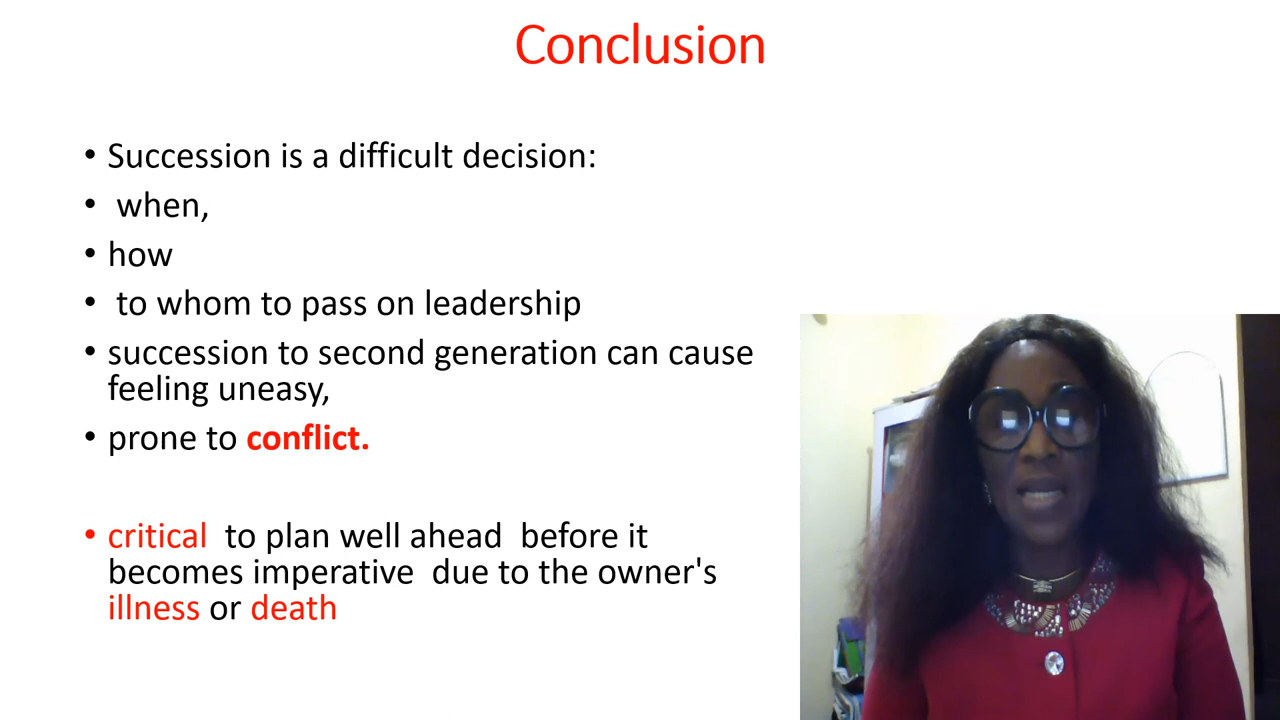 Conclusion
• Succession is a difficult decision:
• when,
• how
• to whom to pass on leadership
• succession to second generation can cause
feeling uneasy,
• prone to conflict.
• critical to plan well ahead before it
becomes imperative due to the owner's
illness or death